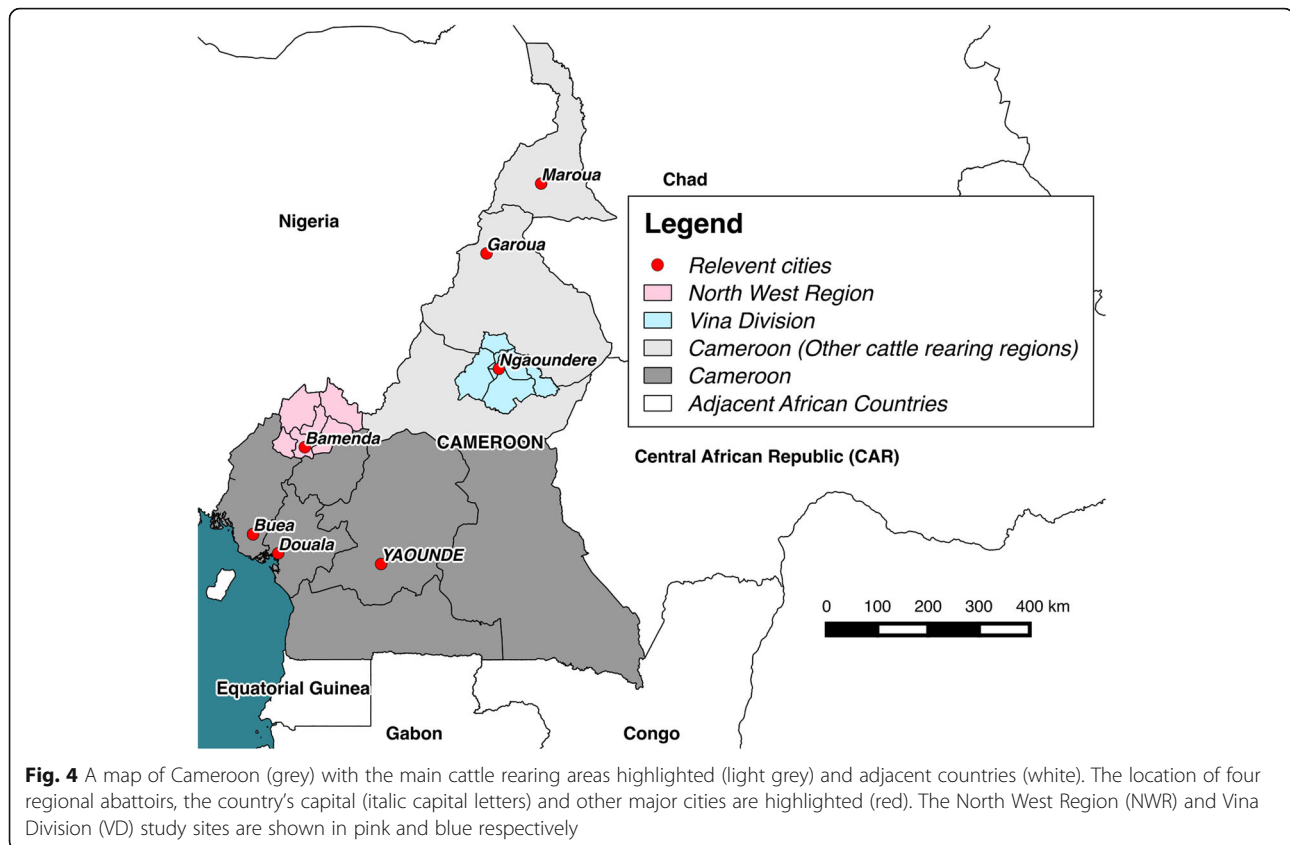 Maroua
Chad
Nigeria
Garoua
Legend
Relevent cities
North West Region
Vina Division
Cameroon (Other cattle rearing regions)
Cameroon
Adjacent African Countries
Ngaoundere
Bamenda
CAMEROON
Central African Republic (CAR)
Buea
Douala
YAOUNDE
0 100 200 300 400 km
Equatorial Guinea
Gabon
Congo
Fig. 4 A map of Cameroon (grey) with the main cattle rearing areas highlighted (light grey) and adjacent countries (white). The location of four
regional abattoirs, the country's capital (italic capital letters) and other major cities are highlighted (red). The North West Region (NWR) and Vina
Division (VD) study sites are shown in pink and blue respectively